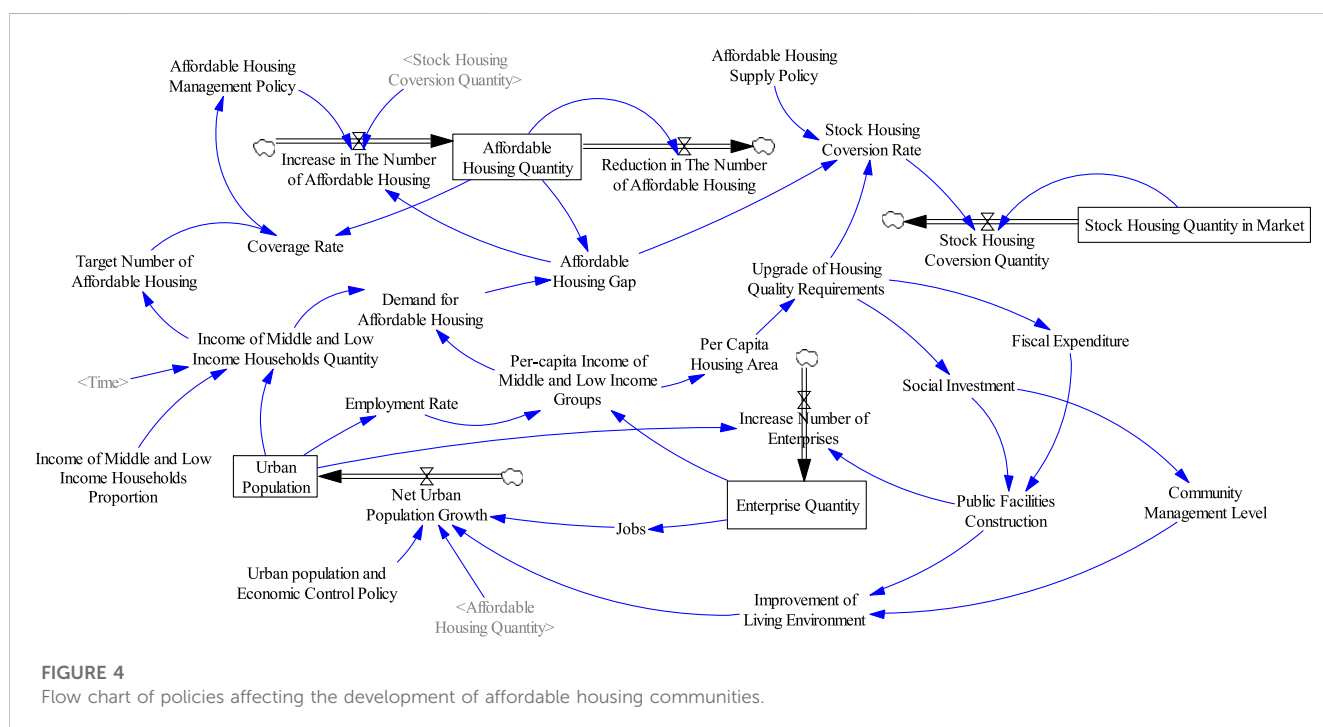 Affordable Housing
Management Policy
<Stock Housing
Coversion Quantity>
Affordable Housing
Supply Policy
Stock Housing
Coversion Rate
Affordable
Housing Quantity
Increase in The Number
of Affordable Housing
Reduction in The Number
of Affordable Housing
Stock Housing Quantity in Market
Stock Housing
Coversion Quantity
Coverage Rate
Target Number of
Affordable Housing
Affordable
Housing Gap
Upgrade of Housing
Quality Requirements
Demand for
Affordable Housing
Income of Middle and Low
Income Households Quantity
Per Capita
Housing Area
Fiscal Expenditure
Per-capita Income of
Middle and Low Income
Groups
<Time>
Social Investment
Employment Rate
Increase Number of
Enterprises
Income of Middle and Low
Income Households
Proportion
Urban
Population
Net Urban
Population Growth
Enterprise Quantity
Public Facilities
Construction
Community
Management Level
Jobs
Urban population and
Economic Control Policy
<Affordable
Housing Quantity>
Improvement of
Living Environment
FIGURE 4
Flow chart of policies affecting the development of affordable housing communities.